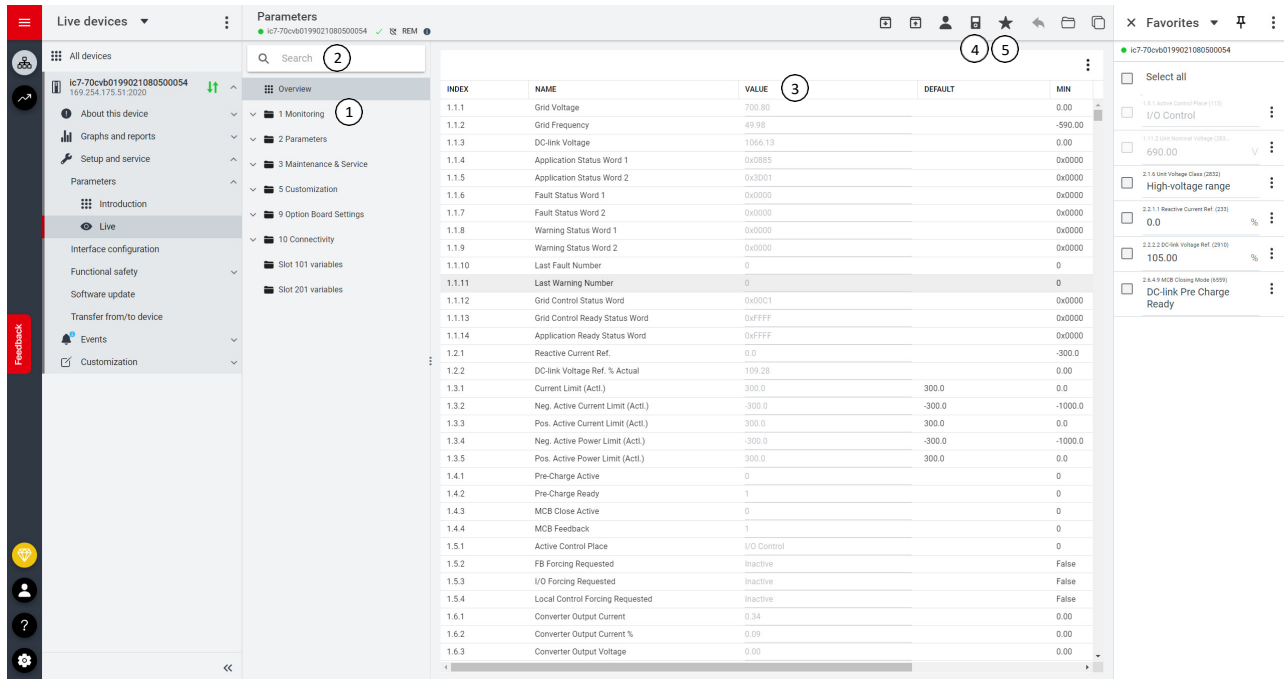 Live devices
All devices
ic7-70cvb0199021080500054
169.254.175.51:2020
About this device
Graphs and reports
Setup and service
Parameters
Introduction
Live
Interface configuration
Functional safety
Software update
Transfer from/to device
Events
Customization
Feedback
Parameters
ic7-70cvb0199021080500054 REM
Search
2
Overview
1 Monitoring
1
2 Parameters
3 Maintenance & Service
5 Customization
9 Option Board Settings
10 Connectivity
Slot 101 variables
Slot 201 variables
4 5
INDEX NAME VALUE 3 DEFAULT MIN
1.1.1 Grid Voltage 700.80 0.00
1.1.2 Grid Frequency 49.98 -590.00
1.1.3 DC-link Voltage 1066.13 0.00
1.1.4 Application Status Word 1 0x0885 0x0000
1.1.5 Application Status Word 2 0x3D01 0x0000
1.1.6 Fault Status Word 1 0x0000 0x0000
1.1.7 Fault Status Word 2 0x0000 0x0000
1.1.8 Warning Status Word 1 0x0000 0x0000
1.1.9 Warning Status Word 2 0x0000 0x0000
1.1.10 Last Fault Number 0 0
1.1.11 Last Warning Number 0 0
1.1.12 Grid Control Status Word 0x00C1 0x0000
1.1.13 Grid Control Ready Status Word 0xFFFF 0x0000
1.1.14 Application Ready Status Word 0xFFFF 0x0000
1.2.1 Reactive Current Ref. 0.0 -300.0
1.2.2 DC-link Voltage Ref. % Actual 109.28 0.00
1.3.1 Current Limit (Actl.) 300.0 300.0 0.0
1.3.2 Neg. Active Current Limit (Actl.) -300.0 -300.0 -1000.0
1.3.3 Pos. Active Current Limit (Actl.) 300.0 300.0 0.0
1.3.4 Neg. Active Power Limit (Actl.) -300.0 -300.0 -1000.0
1.3.5 Pos. Active Power Limit (Actl.) 300.0 300.0 0.0
1.4.1 Pre-Charge Active 0 0
1.4.2 Pre-Charge Ready 1 0
1.4.3 MCB Close Active 0 0
1.4.4 MCB Feedback 1 0
1.5.1 Active Control Place I/O Control 0
1.5.2 FB Forcing Requested Inactive False
1.5.3 I/O Forcing Requested Inactive False
1.5.4 Local Control Forcing Requested Inactive False
1.6.1 Converter Output Current 0.34 0.00
1.6.2 Converter Output Current % 0.09 0.00
1.6.3 Converter Output Voltage 0.00 0.00
Favorites
ic7-70cvb0199021080500054
Select all
1.5.1 Active Control Place (113)
I/O Control
1.11.2 Unit Nominal Voltage
690.00 V
2.1.6 Unit Voltage Class (2832)
High-voltage range
2.2.1.1 Reactive Current Ref. (233)
0.0 %
2.2.2.2 DC-link Voltage Ref. (2910)
105.00 %
2.6.4.9 MCB Closing Mode (6559)
DC-link Pre Charge
Ready